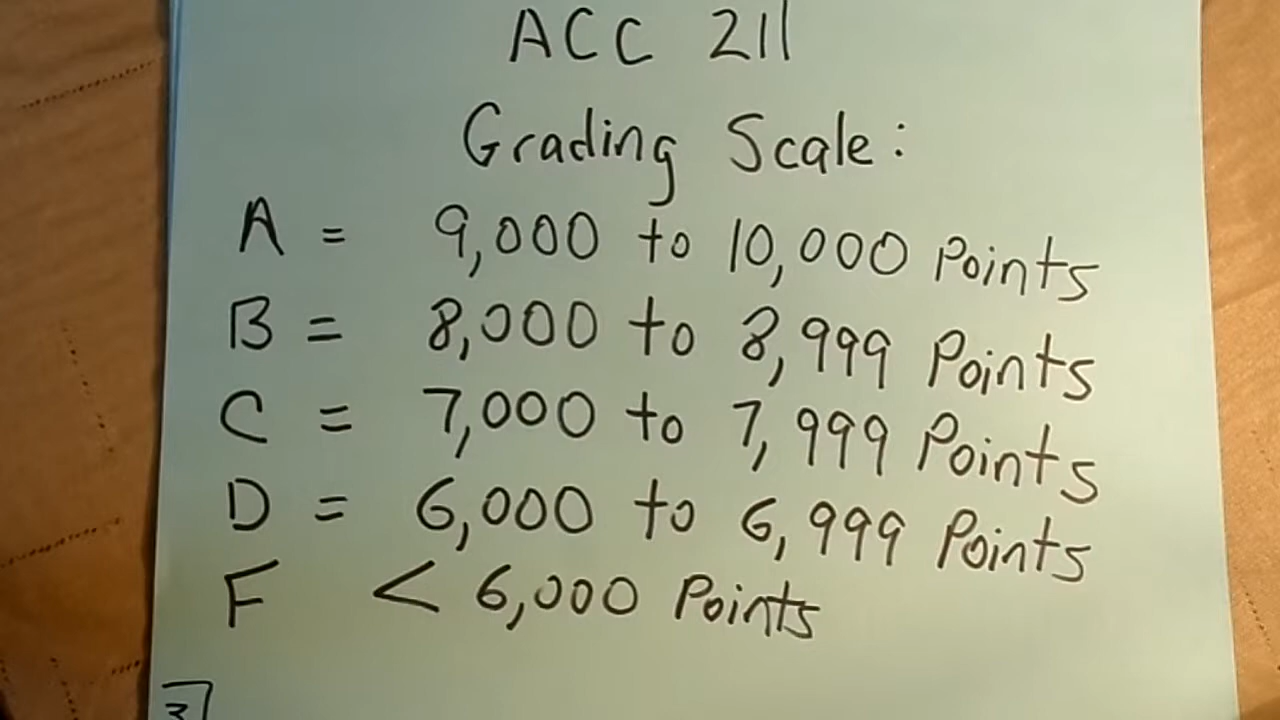 ACC 211
Grading Scale:
A = 9,000 to 10,000 Points
B = 8,000 to 8,999 Points
C = 7,000 to 7,999 Points
D = 6,000 to 6,999 Points
F < 6,000 Points
3